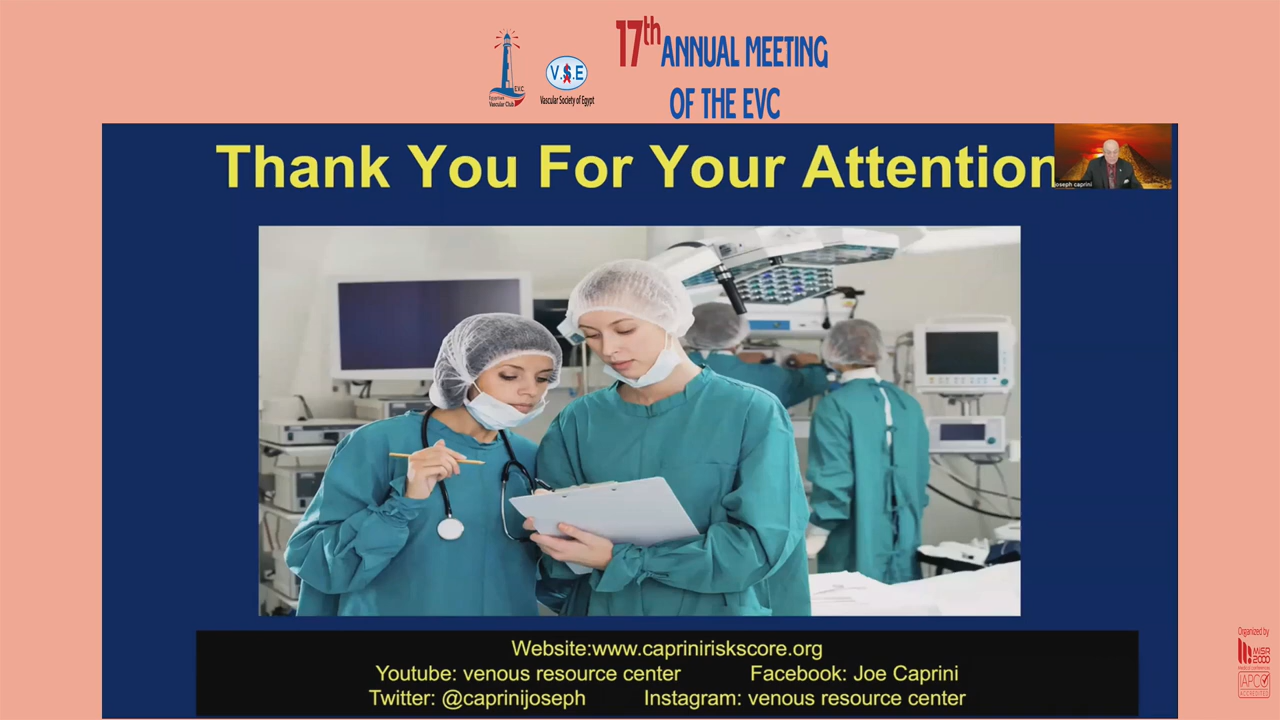 17th ANNUAL MEETING
OF THE EVC
E.V.C.
Egyptian
Vascular Club
V.S.E
Vascular Society of Egypt
Thank You For Your Attention
joseph caprini
Website:www.capriniriskscore.org
Youtube: venous resource center Facebook: Joe Caprini
Twitter: @caprinijoseph Instagram: venous resource center
Organized by
MiSR
2000
IAPCO
ACCREDITED